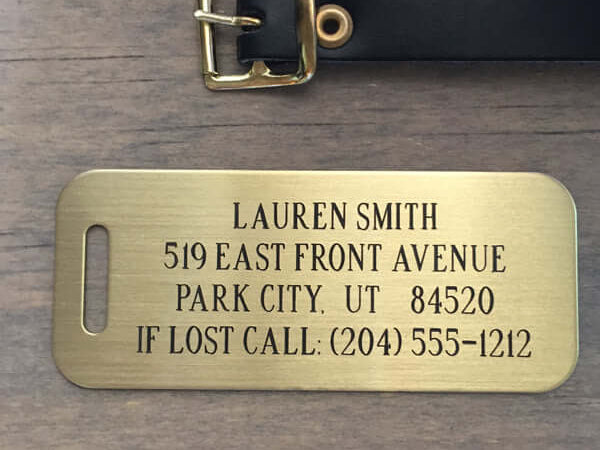 LAUREN SMITH
519 EAST FRONT AVENUE
PARK CITY, UT 84520
IF LOST CALL: (204) 555-1212